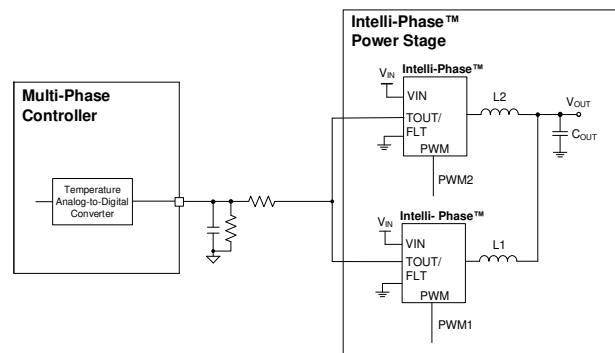 Intelli-Phase™
Power Stage
Multi-Phase
Controller
Temperature
Analog-to-Digital
Converter
Intelli-Phase™
VIN
VIN
TOUT/
FLT
PWM
PWM2
L2
VOUT
COUT
Intelli- Phase™
VIN
VIN
TOUT/
FLT
PWM
PWM1
L1